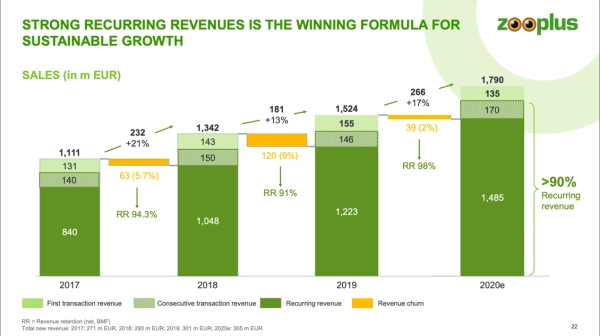 STRONG RECURRING REVENUES IS THE WINNING FORMULA FOR
SUSTAINABLE GROWTH
zooplus
SALES (in m EUR)
1,111
131
140
840
232
+21%
63 (5.7%)
RR 94.3%
1,342
143
150
1,048
181
+13%
120 (9%)
RR 91%
1,524
155
146
1,223
266
+17%
39 (2%)
RR 98%
1,790
135
170
1,485
>90%
Recurring
revenue
2017
2018
2019
2020e
First transaction revenue
Consecutive transaction revenue
Recurring revenue
Revenue churn
RR = Revenue retention (net, BMF)
Total new revenue: 2017: 271 m EUR, 2018: 293 m EUR; 2019: 301 m EUR; 2020e: 305 m EUR
22